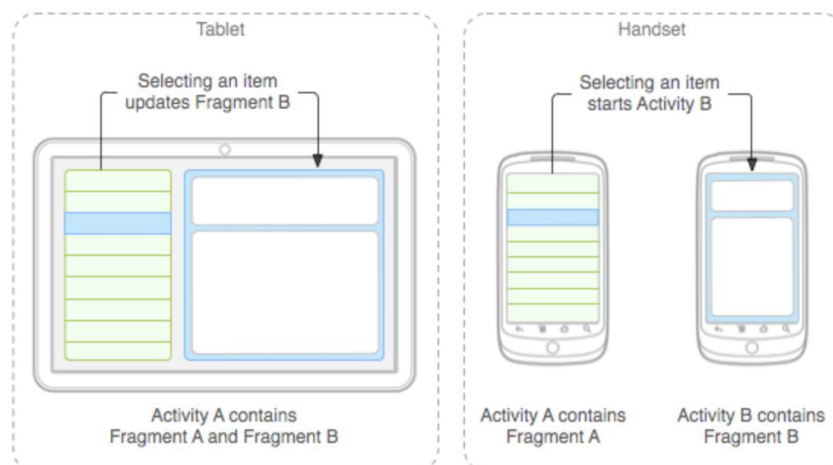 Tablet
Selecting an item
updates Fragment B
Activity A contains
Fragment A and Fragment B
Handset
Selecting an item
starts Activity B
Activity A contains
Fragment A
Activity B contains
Fragment B